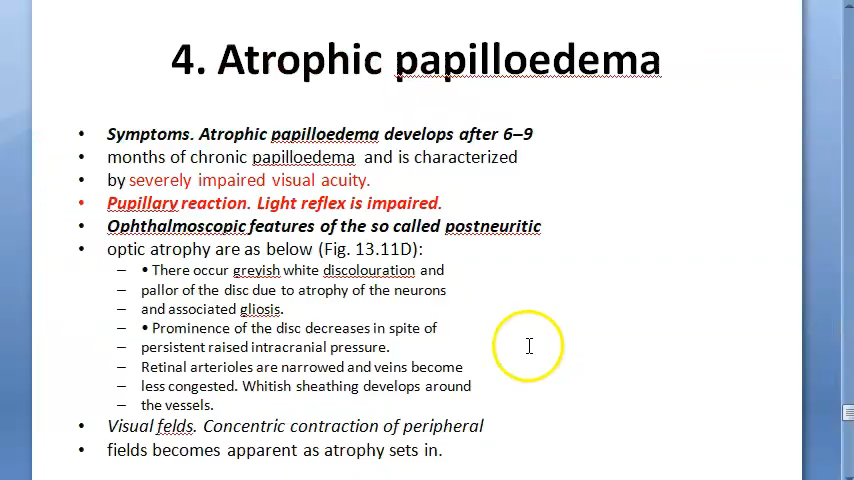 4. Atrophic papilloedema
• Symptoms. Atrophic papilloedema develops after 6–9
• months of chronic papilloedema and is characterized
• by severely impaired visual acuity.
• Pupillary reaction. Light reflex is impaired.
• Ophthalmoscopic features of the so called postneuritic
• optic atrophy are as below (Fig. 13.11D):
– • There occur greyish white discolouration and
– pallor of the disc due to atrophy of the neurons
– and associated gliosis.
– • Prominence of the disc decreases in spite of
– persistent raised intracranial pressure.
– Retinal arterioles are narrowed and veins become
– less congested. Whitish sheathing develops around
– the vessels.
• Visual felds. Concentric contraction of peripheral
• fields becomes apparent as atrophy sets in.